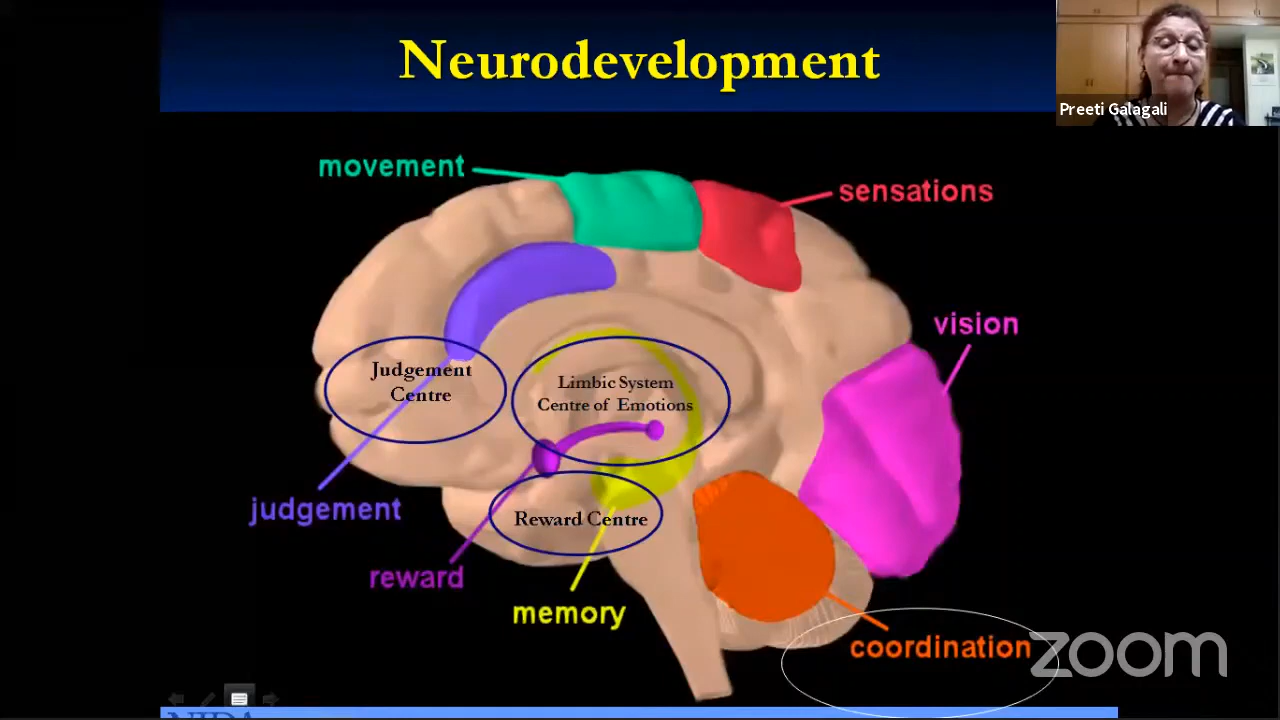 Neurodevelopment
Preeti Galagali
movement
sensations
vision
Judgement
Centre
Limbic System
Centre of Emotions
judgement
Reward Centre
reward
memory
coordination
zoom